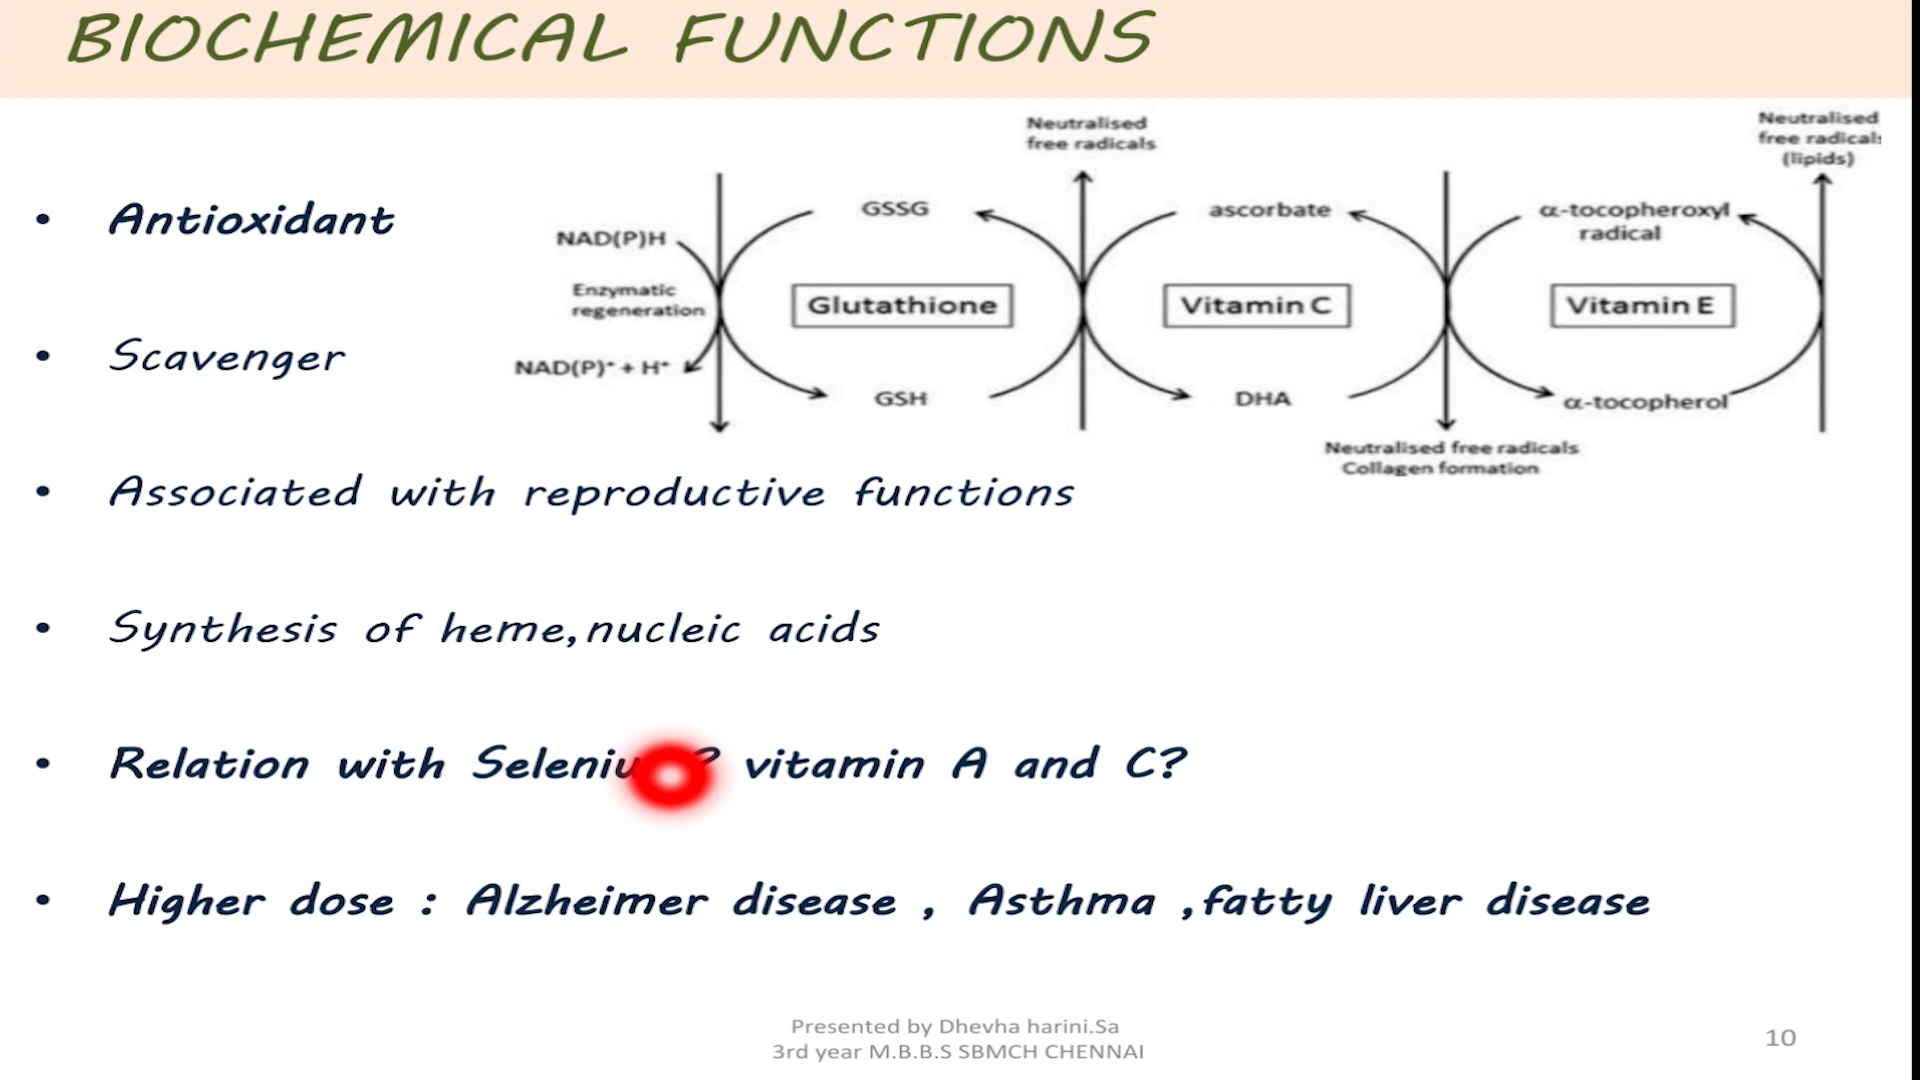 BIOCHEMICAL FUNCTIONS
Neutralised
free radicals
Neutralised
free radicals
(lipids)
• Antioxidant
NAD(P)H
GSSG
ascorbate
α-tocopheroxyl
radical
Enzymatic
regeneration
Glutathione
Vitamin C
Vitamin E
• Scavenger
NAD(P)⁺ + H⁺
GSH
DHA
α-tocopherol
Neutralised free radicals
Collagen formation
• Associated with reproductive functions
• Synthesis of heme,nucleic acids
• Relation with ? vitamin A and C?
• Higher dose : Alzheimer disease , Asthma ,fatty liver disease
Presented by Dhevha harini.Sa
3rd year M.B.B.S SBMCH CHENNAI
10